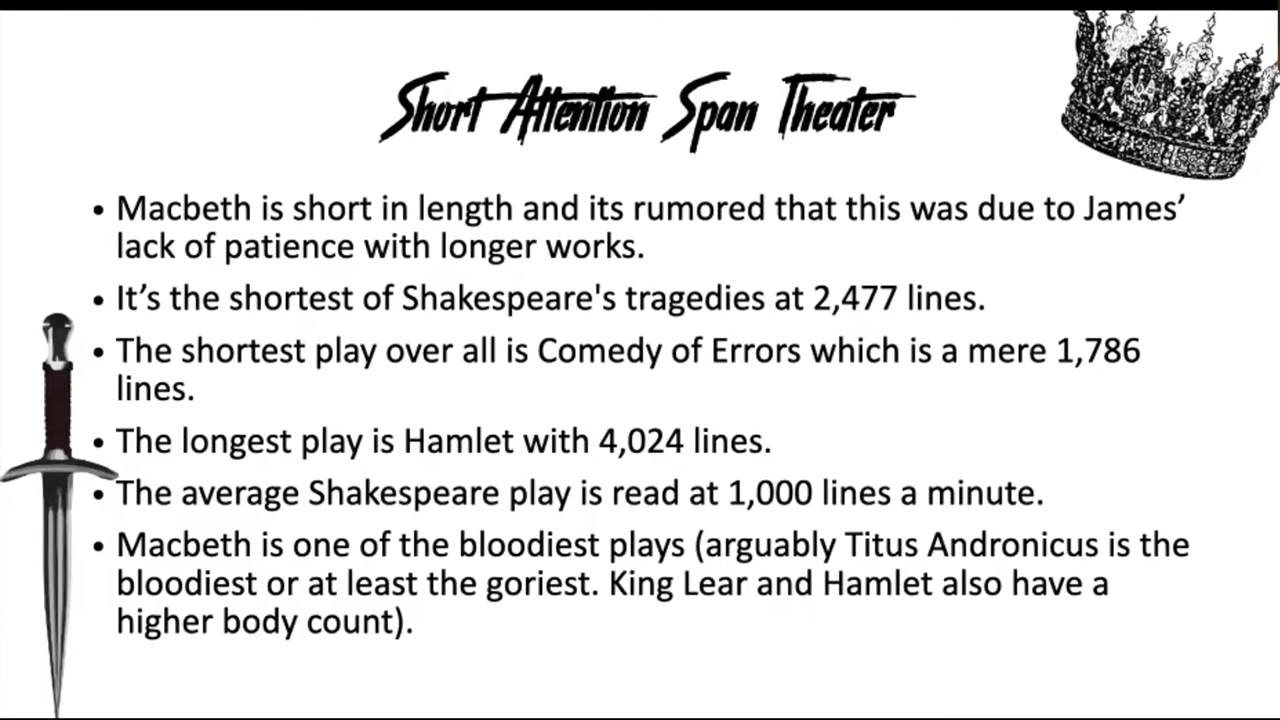 Short Attention Span Theater
• Macbeth is short in length and its rumored that this was due to James’
lack of patience with longer works.
• It’s the shortest of Shakespeare's tragedies at 2,477 lines.
• The shortest play over all is Comedy of Errors which is a mere 1,786
lines.
• The longest play is Hamlet with 4,024 lines.
• The average Shakespeare play is read at 1,000 lines a minute.
• Macbeth is one of the bloodiest plays (arguably Titus Andronicus is the
bloodiest or at least the goriest. King Lear and Hamlet also have a
higher body count).